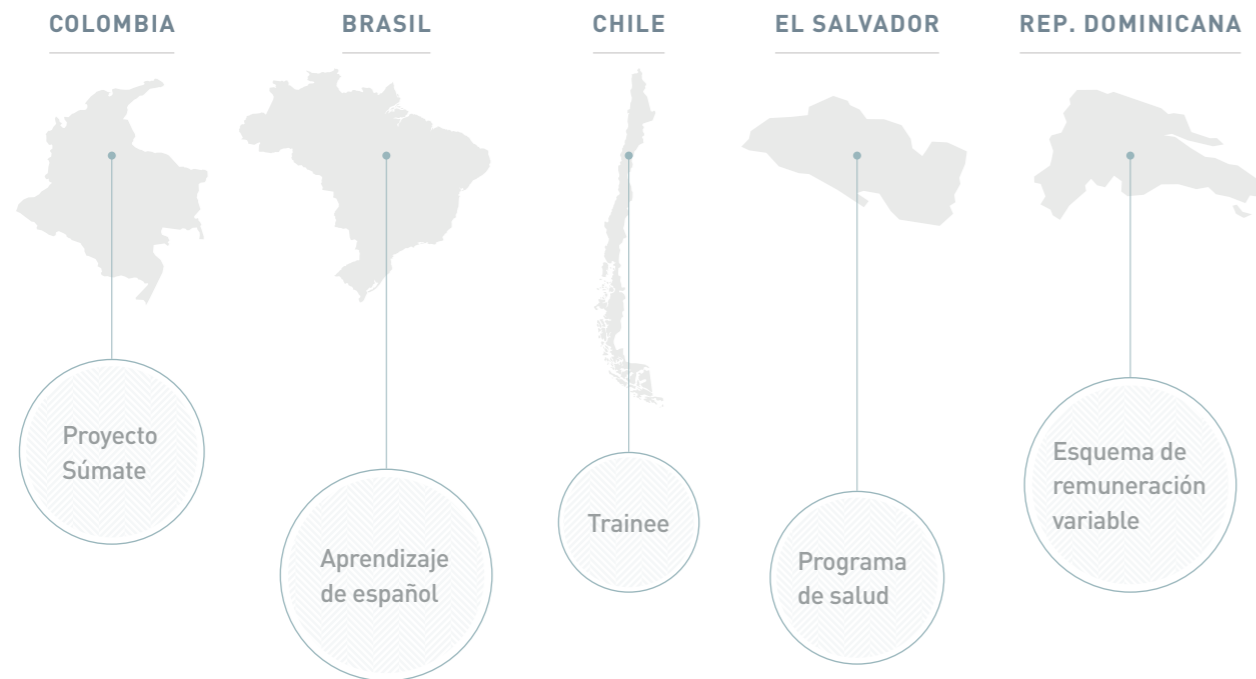 COLOMBIA
BRASIL
CHILE
EL SALVADOR
REP. DOMINICANA
Proyecto
Súmate
Aprendizaje
de español
Trainee
Programa
de salud
Esquema de
remuneración
variable